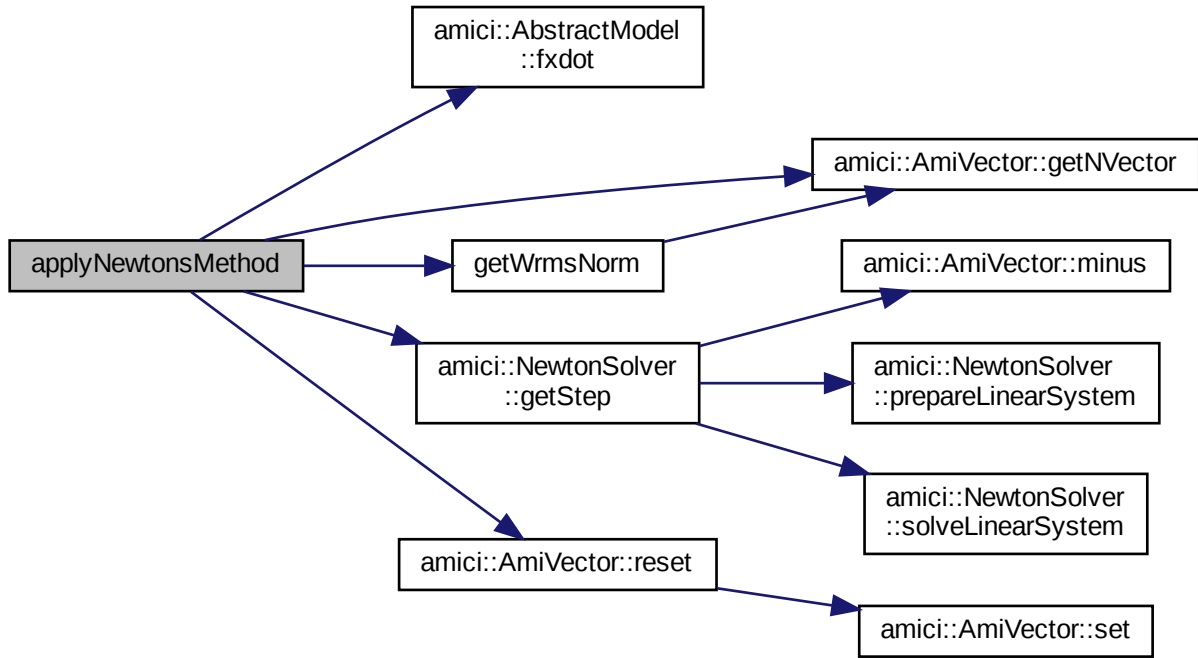 amici::AbstractModel
::fxdot
amici::AmiVector::getNVector
applyNewtonsMethod
getWrmsNorm
amici::AmiVector::minus
amici::NewtonSolver
::getStep
amici::NewtonSolver
::prepareLinearSystem
amici::NewtonSolver
::solveLinearSystem
amici::AmiVector::reset
amici::AmiVector::set